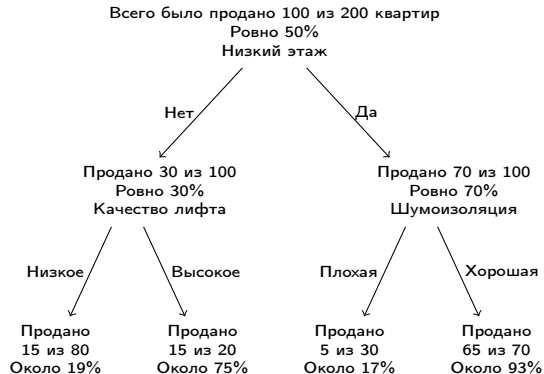 Всего было продано 100 из 200 квартир
Ровно 50%
Низкий этаж
Нет
Да
Продано 30 из 100
Ровно 30%
Качество лифта
Продано 70 из 100
Ровно 70%
Шумоизоляция
Низкое
Высокое
Плохая
Хорошая
Продано
15 из 80
Около 19%
Продано
15 из 20
Около 75%
Продано
5 из 30
Около 17%
Продано
65 из 70
Около 93%